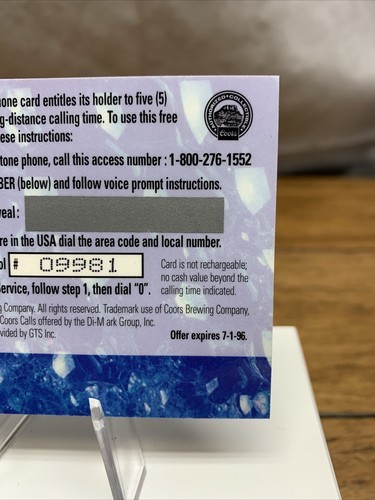 one card entitles its holder to five (5)
g-distance calling time. To use this free
ese instructions:
Coors
tone phone, call this access number : 1-800-276-1552
BER (below) and follow voice prompt instructions.
veal:
re in the USA dial the area code and local number.
ol # 09981
Card is not rechargeable;
no cash value beyond the
calling time indicated.
Service, follow step 1, then dial “0”.
g Company. All rights reserved. Trademark use of Coors Brewing Company,
Coors Calls offered by the Di-M ark Group, Inc.
vided by GTS Inc.
Offer expires 7-1-96.